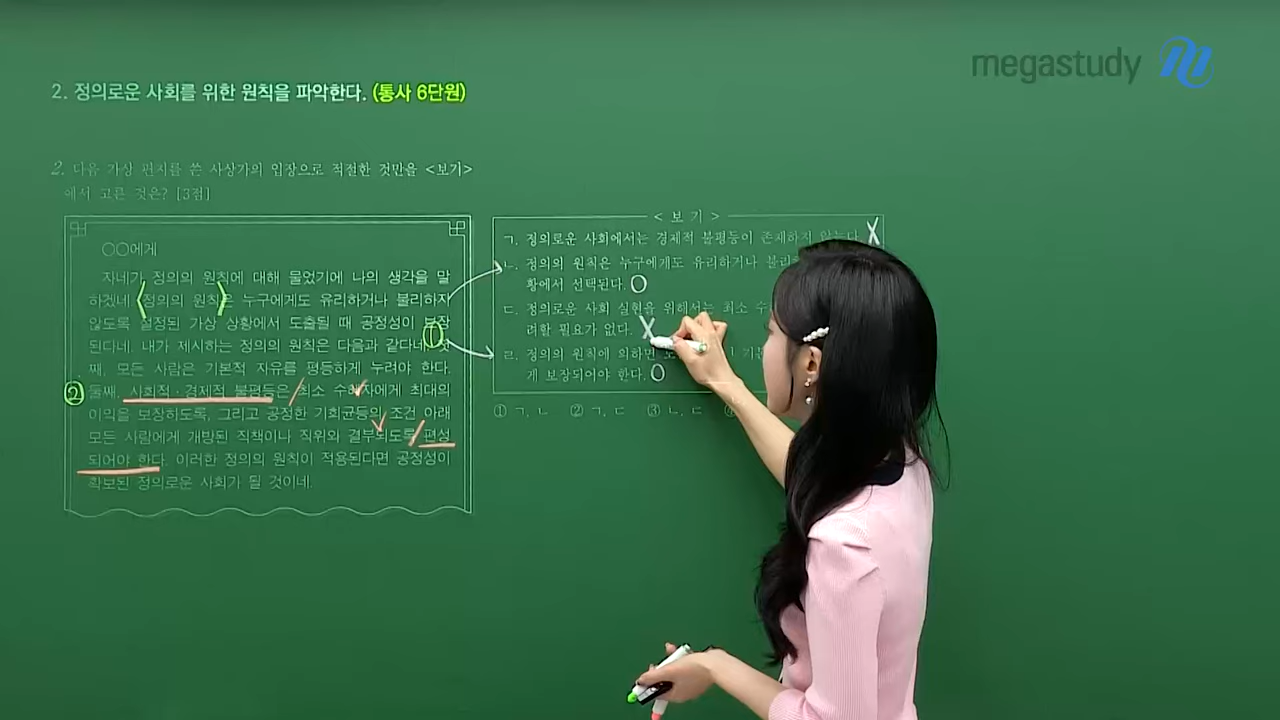 megastudy
2. 정의로운 사회를 위한 원칙을 파악한다. (통사 6단원)
2. 다음 가상 편지를 쓴 사상가의 입장으로 적절한 것만을 <보기>
에서 고른 것은? [3점]
○○에게
자네가 정의의 원칙에 대해 물었기에 나의 생각을 말
하겠네. 정의의 원칙은 누구에게도 유리하거나 불리하지
않도록 설정된 가상 상황에서 도출될 때 공정성이 보장
①
된다네. 내가 제시하는 정의의 원칙은 다음과 같다네. 첫
째, 모든 사람은 기본적 자유를 평등하게 누려야 한다.
② 둘째, 사회적·경제적 불평등은 최소 수혜자에게 최대의
이익을 보장하도록, 그리고 공정한 기회균등의 조건 아래
모든 사람에게 개방된 직책이나 직위와 결부되도록 편성
되어야 한다. 이러한 정의의 원칙이 적용된다면 공정성이
확보된 정의로운 사회가 될 것이네.
<보 기>
ㄱ. 정의로운 사회에서는 경제적 불평등이 존재하지 않는다. X
ㄴ. 정의의 원칙은 누구에게도 유리하거나
황에서 선택된다. O
ㄷ. 정의로운 사회 실현을 위해서는 최소
려할 필요가 없다. X
ㄹ. 정의의 원칙에 의하면
게 보장되어야 한다. O
① ㄱ, ㄴ ② ㄱ, ㄷ ③ ㄴ, ㄷ ④